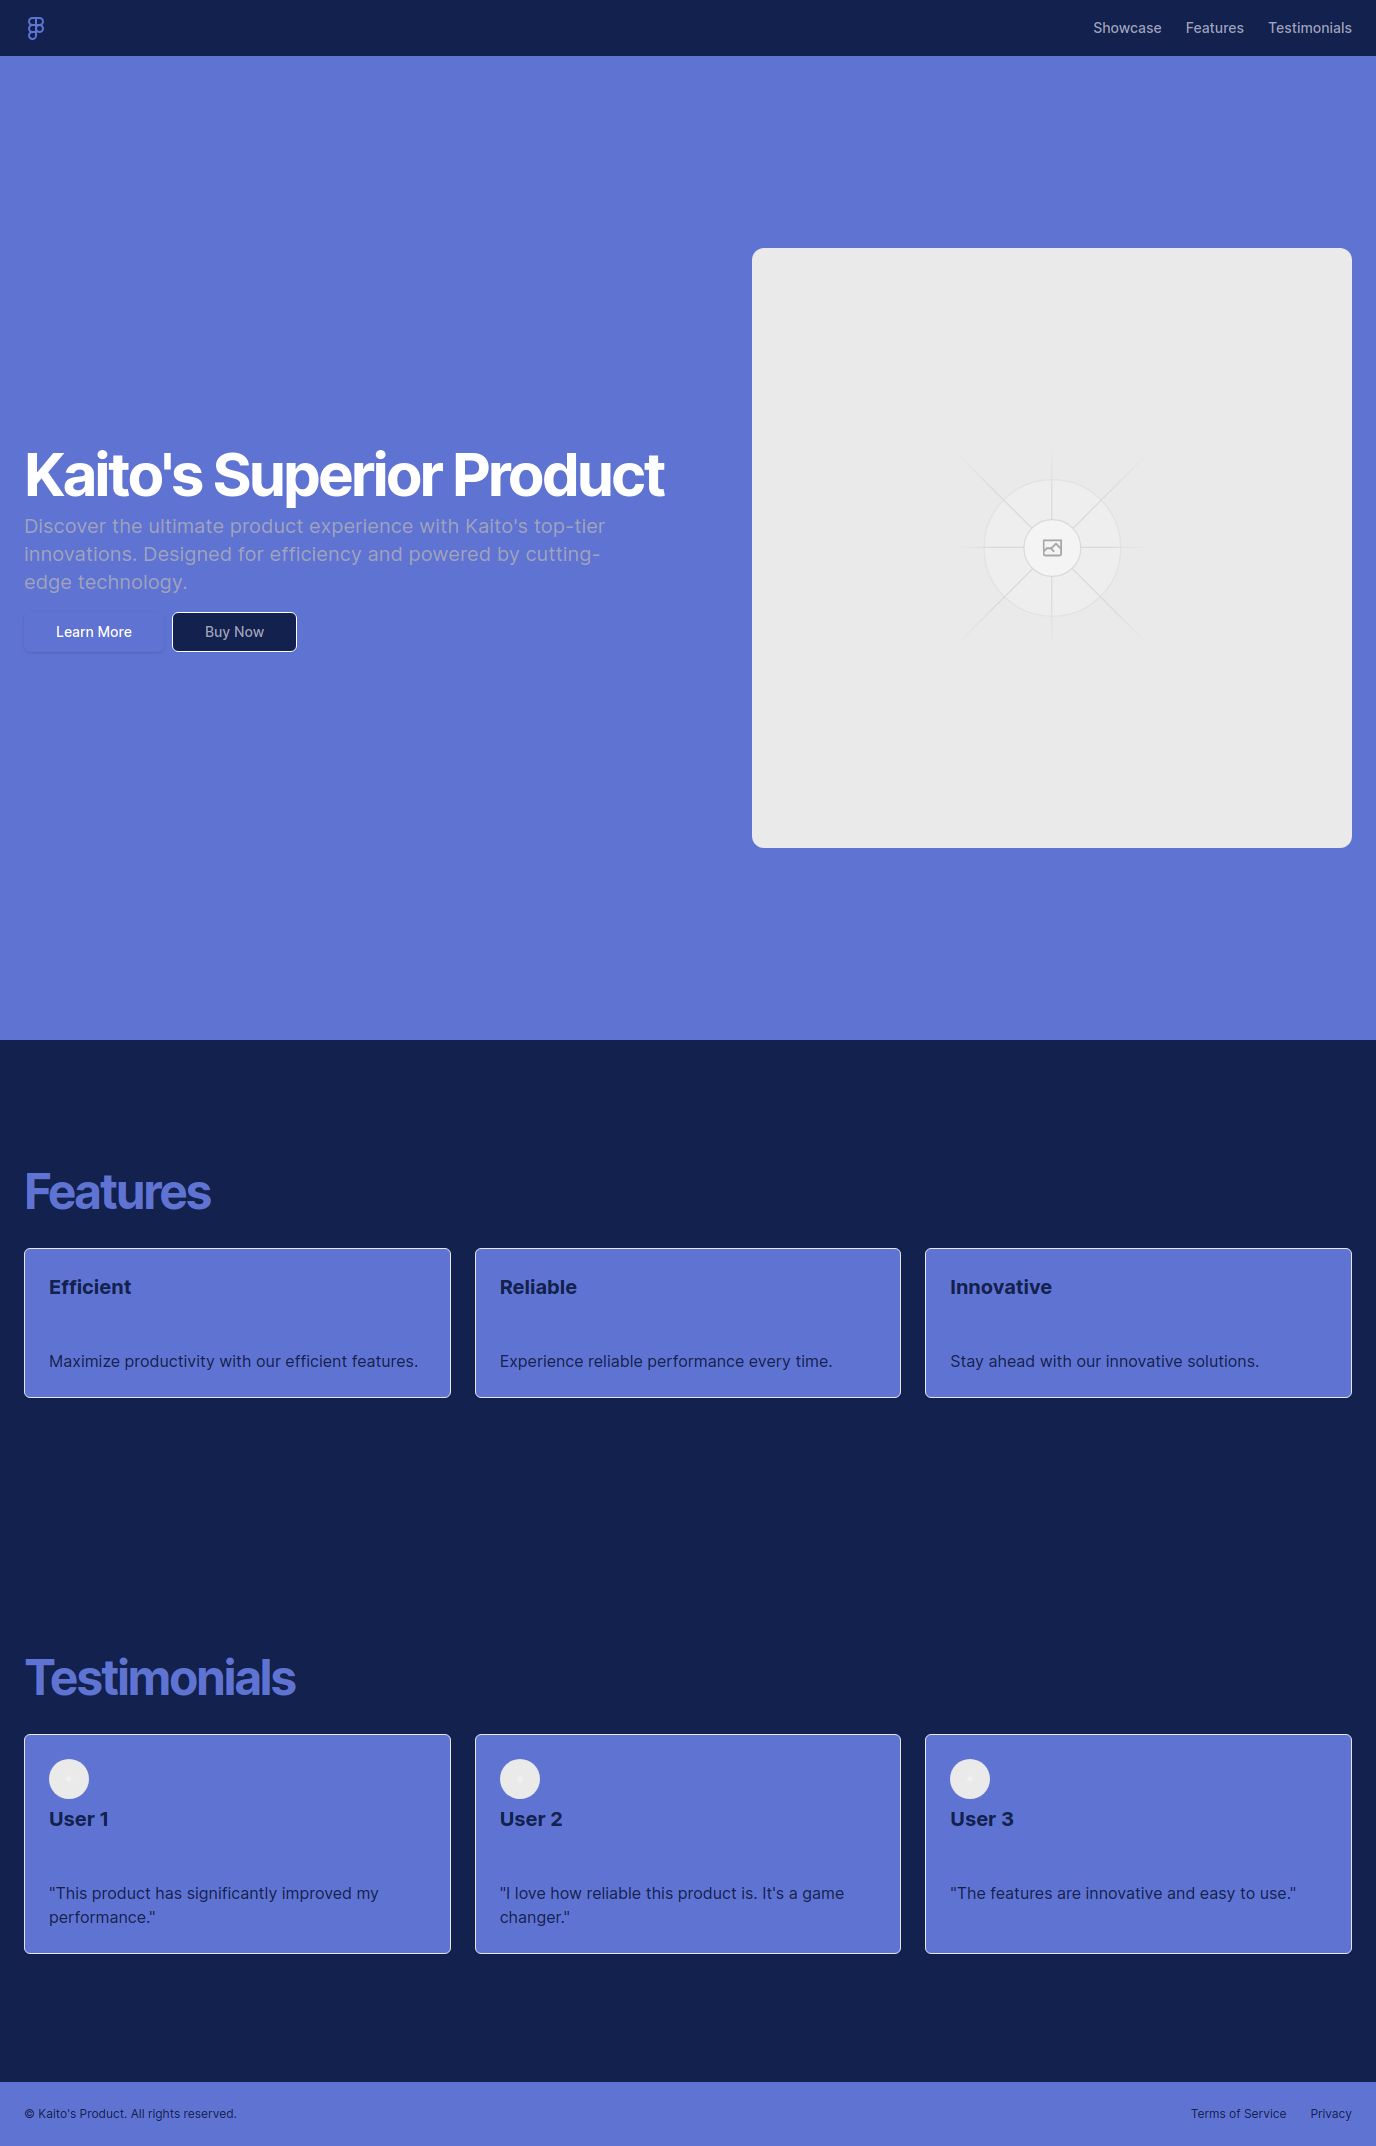 Showcase Features Testimonials
Kaito's Superior Product
Discover the ultimate product experience with Kaito's top-tier
innovations. Designed for efficiency and powered by cutting-
edge technology.
Learn More Buy Now
Features
Efficient
Maximize productivity with our efficient features.
Reliable
Experience reliable performance every time.
Innovative
Stay ahead with our innovative solutions.
Testimonials
User 1
"This product has significantly improved my
performance."
User 2
"I love how reliable this product is. It's a game
changer."
User 3
"The features are innovative and easy to use."
© Kaito's Product. All rights reserved.
Terms of Service Privacy